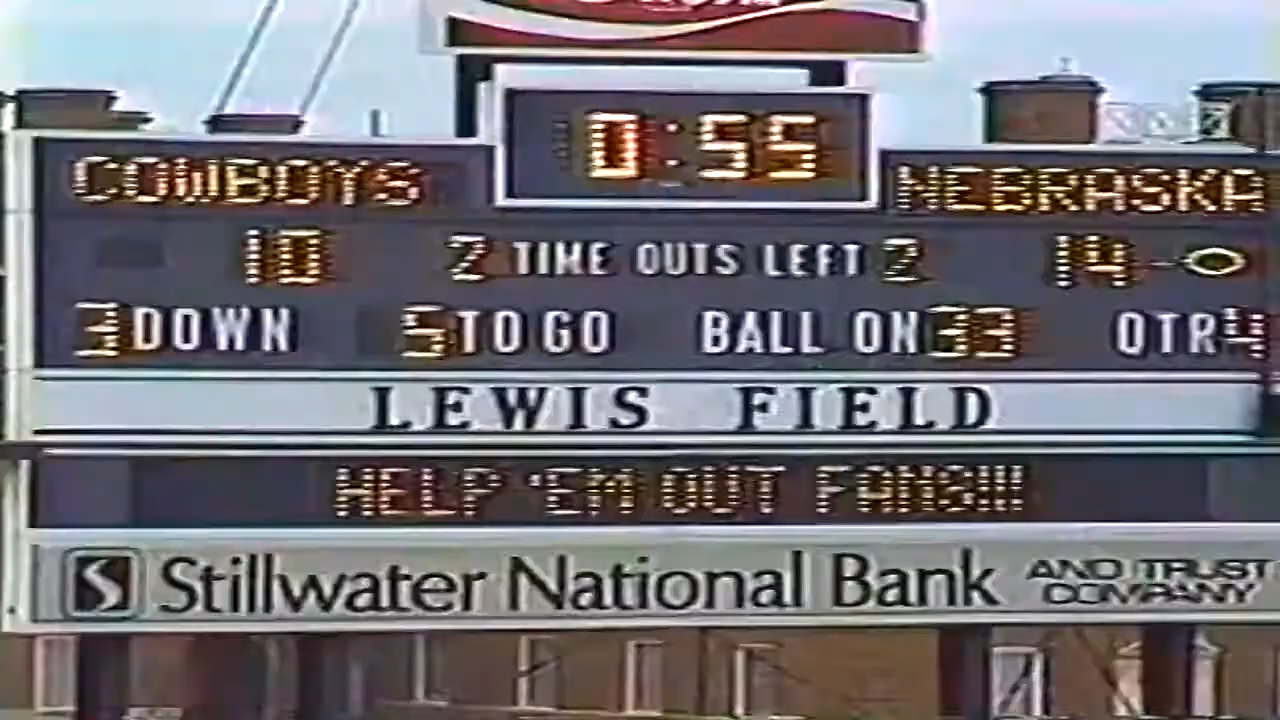 0:55
COWBOYS
NEBRASKA
10 2 TIME OUTS LEFT 2 14
3 DOWN 5 TO GO BALL ON 33 QTR 4
LEWIS FIELD
HELP 'EM OUT FANS!!!
Stillwater National Bank AND TRUST COMPANY